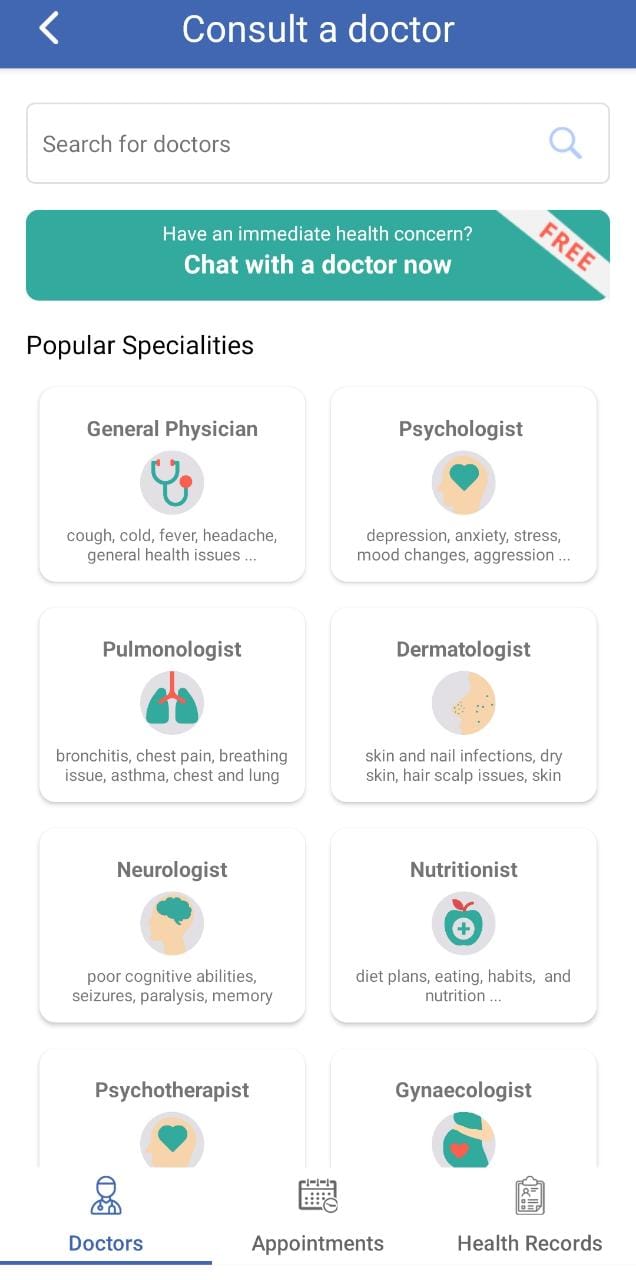 Consult a doctor
Search for doctors
Have an immediate health concern?
Chat with a doctor now
FREE
Popular Specialities
General Physician
cough, cold, fever, headache,
general health issues ...
Psychologist
depression, anxiety, stress,
mood changes, aggression ...
Pulmonologist
bronchitis, chest pain, breathing
issue, asthma, chest and lung
Dermatologist
skin and nail infections, dry
skin, hair scalp issues, skin
Neurologist
poor cognitive abilities,
seizures, paralysis, memory
Nutritionist
diet plans, eating, habits,  and
nutrition ...
Psychotherapist
Gynaecologist
Doctors
Appointments
Health Records